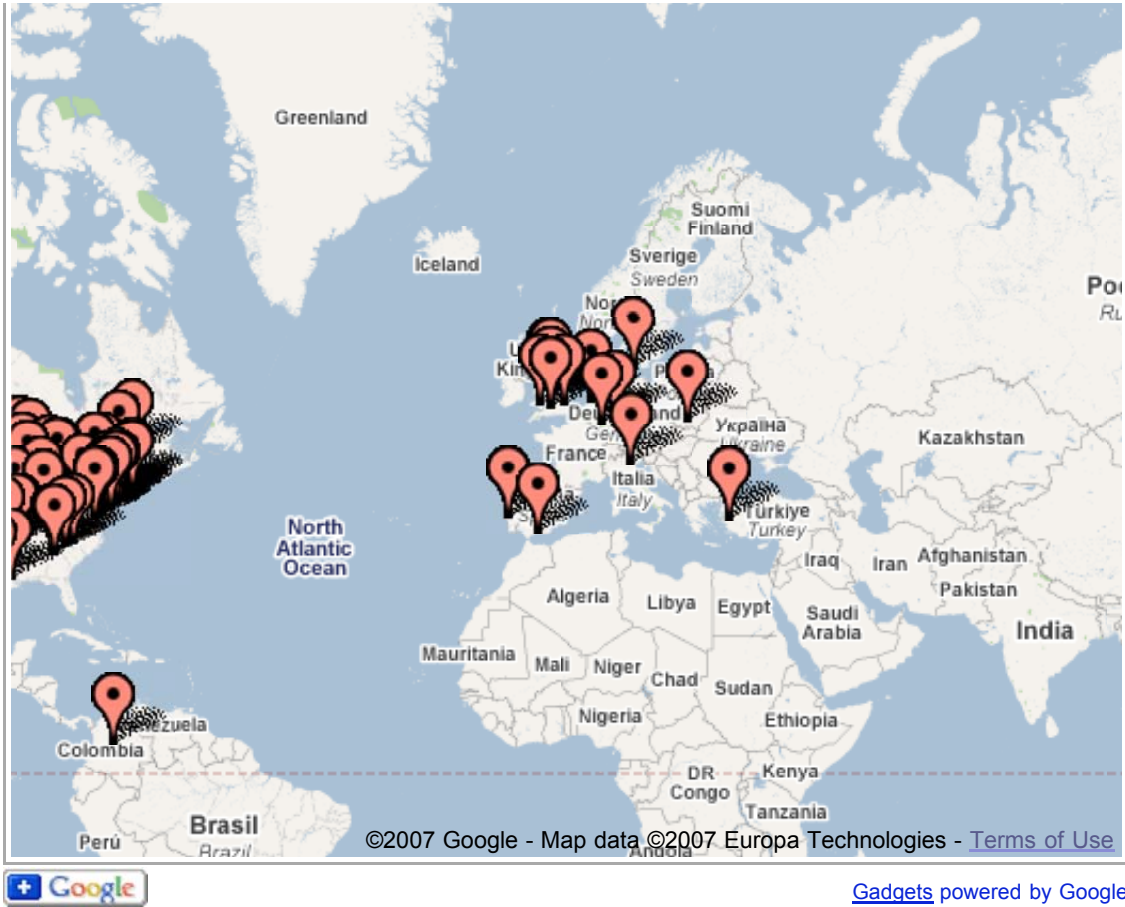 Greenland
Suomi
Finland
Iceland
Sverige
Sweden
Kazakhstan
Україна
Ukraine
France
Italia
Italy
Türkiye
Turkey
North
Atlantic
Ocean
Iraq
Iran
Afghanistan
Pakistan
India
Algeria
Libya
Egypt
Saudi
Arabia
Mauritania
Mali
Niger
Chad
Sudan
Nigeria
Ethiopia
Colombia
DR
Congo
Kenya
Tanzania
Perú
Brasil
Brazil
Angola
©2007 Google - Map data ©2007 Europa Technologies - Terms of Use
Google
Gadgets powered by Google